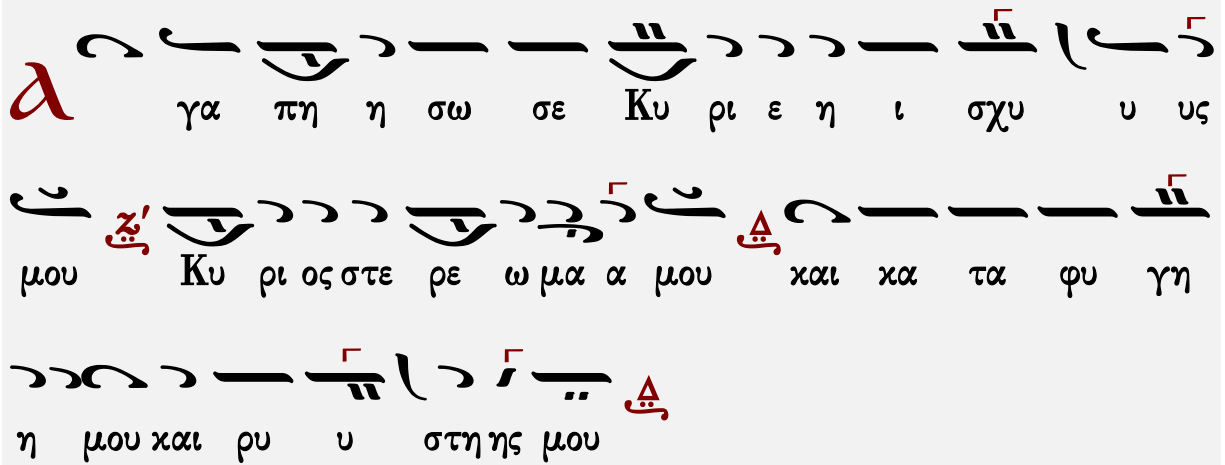 α γα πη η σω σε Κυ ρι ε η ι σχυ υ υς
μου ζ′ Κυ ρι ος στε ρε ω μα α μου Δ και κα τα φυ γη
η μου και ρυ υ στη ης μου Δ